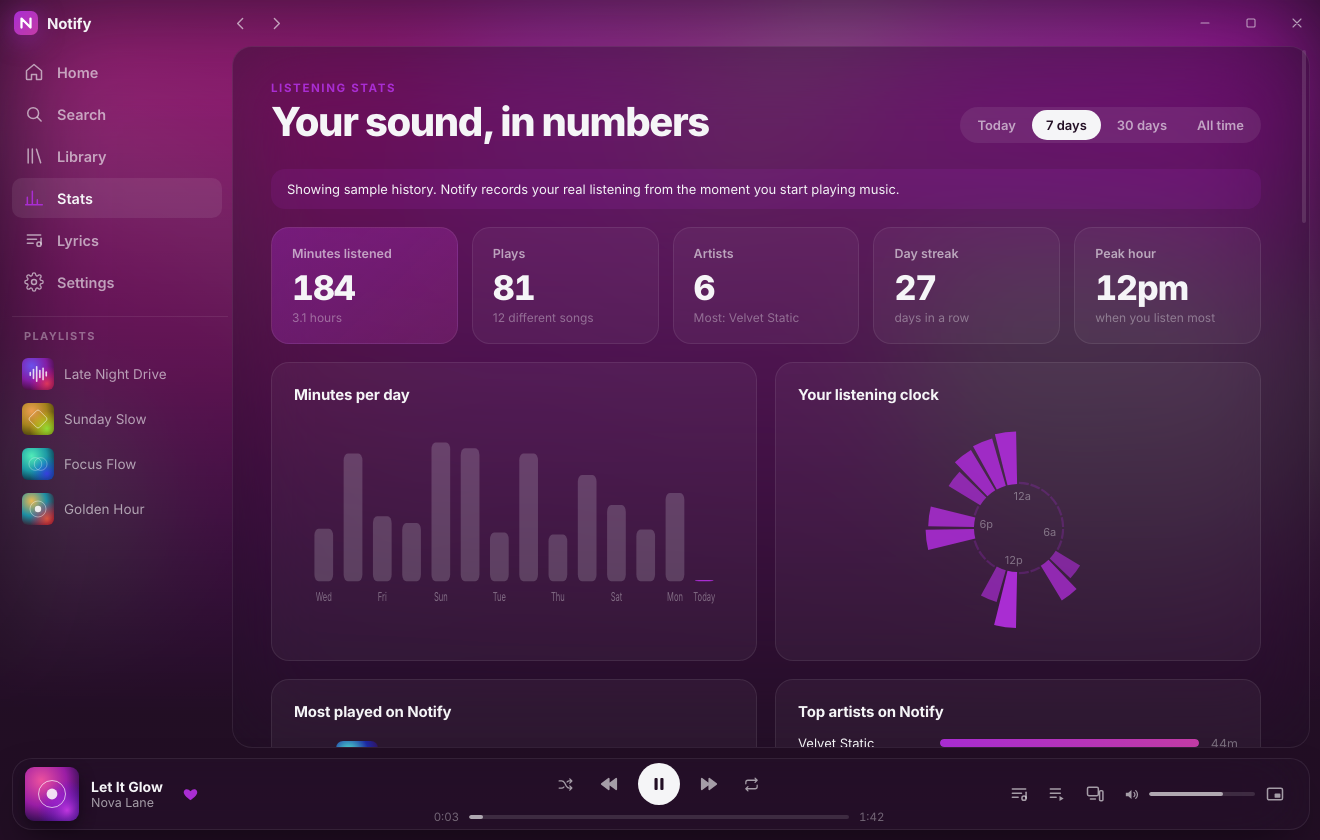 Notify
Home
Search
Library
Stats
Lyrics
Settings
PLAYLISTS
Late Night Drive
Sunday Slow
Focus Flow
Golden Hour
LISTENING STATS
Your sound, in numbers
Today 7 days 30 days All time
Showing sample history. Notify records your real listening from the moment you start playing music.
Minutes listened
184
3.1 hours
Plays
81
12 different songs
Artists
6
Most: Velvet Static
Day streak
27
days in a row
Peak hour
12pm
when you listen most
Minutes per day
Wed Fri Sun Tue Thu Sat Mon Today
Your listening clock
12a
6p 6a
12p
Most played on Notify
Top artists on Notify
Velvet Static 44m
Let It Glow
Nova Lane
0:03 1:42